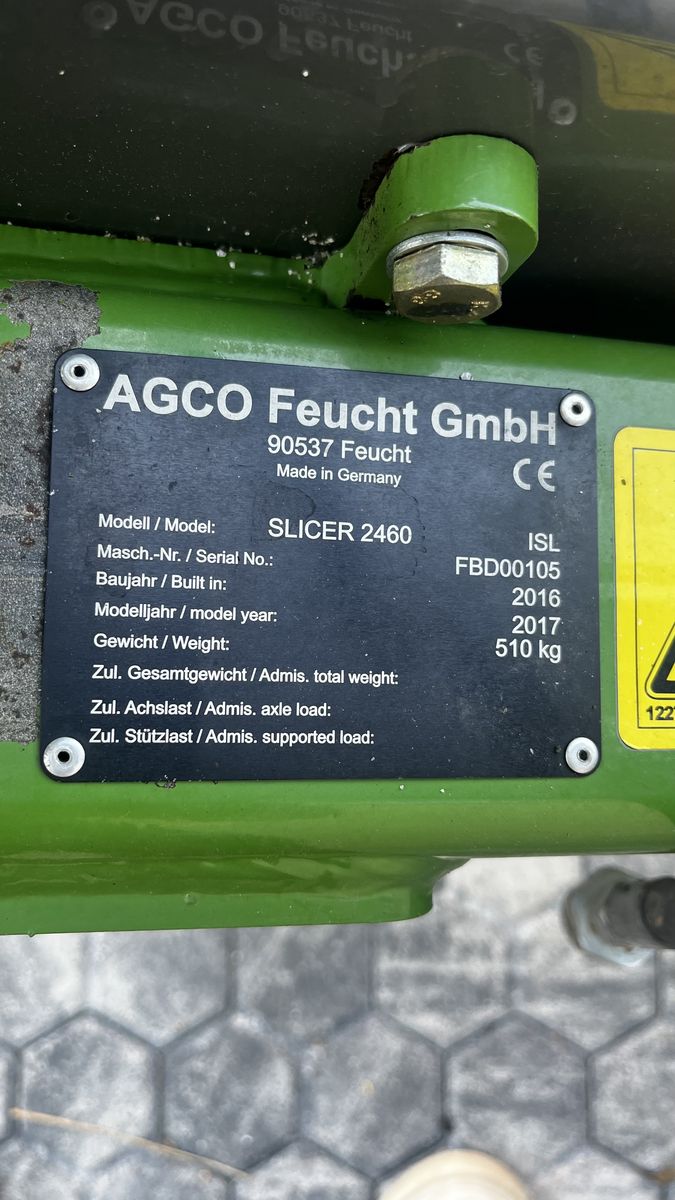 AGCO Feucht GmbH
90537 Feucht
Made in Germany
CE
Modell / Model: SLICER 2460 ISL
Masch.-Nr. / Serial No.: FBD00105
Baujahr / Built in: 2016
Modelljahr / model year: 2017
Gewicht / Weight: 510 kg
Zul. Gesamtgewicht / Admis. total weight:
Zul. Achslast / Admis. axle load:
Zul. Stützlast / Admis. supported load:
8.8